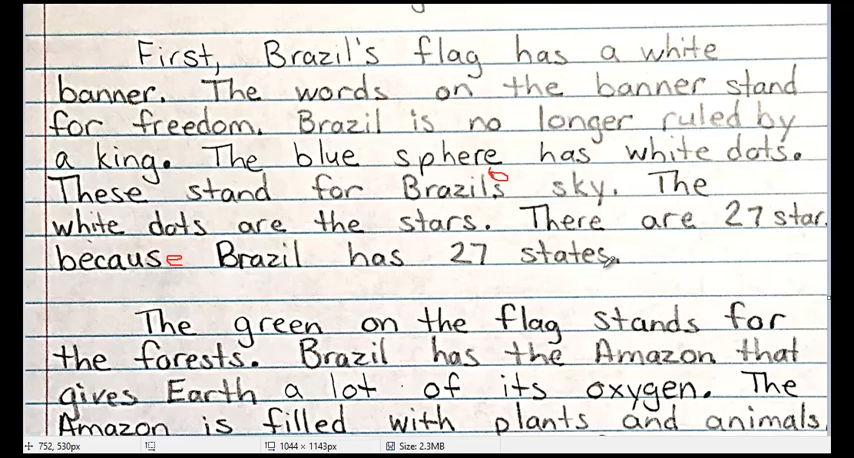 First, Brazil's flag has a white
banner. The words on the banner stand
for freedom. Brazil is no longer ruled by
a king. The blue sphere has white dots.
These stand for Brazil's sky. The
white dots are the stars. There are 27 star
because Brazil has 27 states.
The green on the flag stands for
the forests. Brazil has the Amazon that
gives Earth a lot of its oxygen. The
Amazon is filled with plants and animals
752, 530px 1044 × 1143px Size: 2.3MB